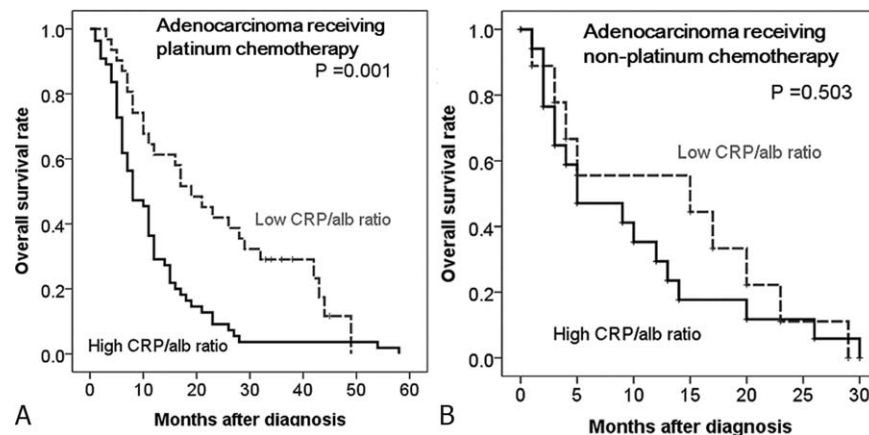 Adenocarcinoma receiving
platinum chemotherapy
P =0.001
Low CRP/alb ratio
High CRP/alb ratio
Overall survival rate
1.0
0.8
0.6
0.4
0.2
0.0
0 10 20 30 40 50 60
Months after diagnosis
A
Adenocarcinoma receiving
non-platinum chemotherapy
P =0.503
Low CRP/alb ratio
High CRP/alb ratio
Overall survival rate
1.0
0.8
0.6
0.4
0.2
0.0
0 5 10 15 20 25 30
Months after diagnosis
B